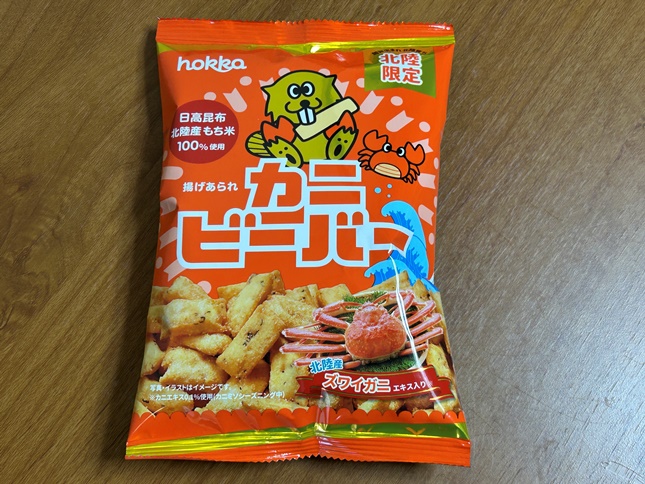 hokka
北陸
限定
日高昆布
北陸産もち米
100%使用
揚げあられ
カニ
ビーバー
北陸産
ズワイガニ エキス入り
写真・イラストはイメージです。